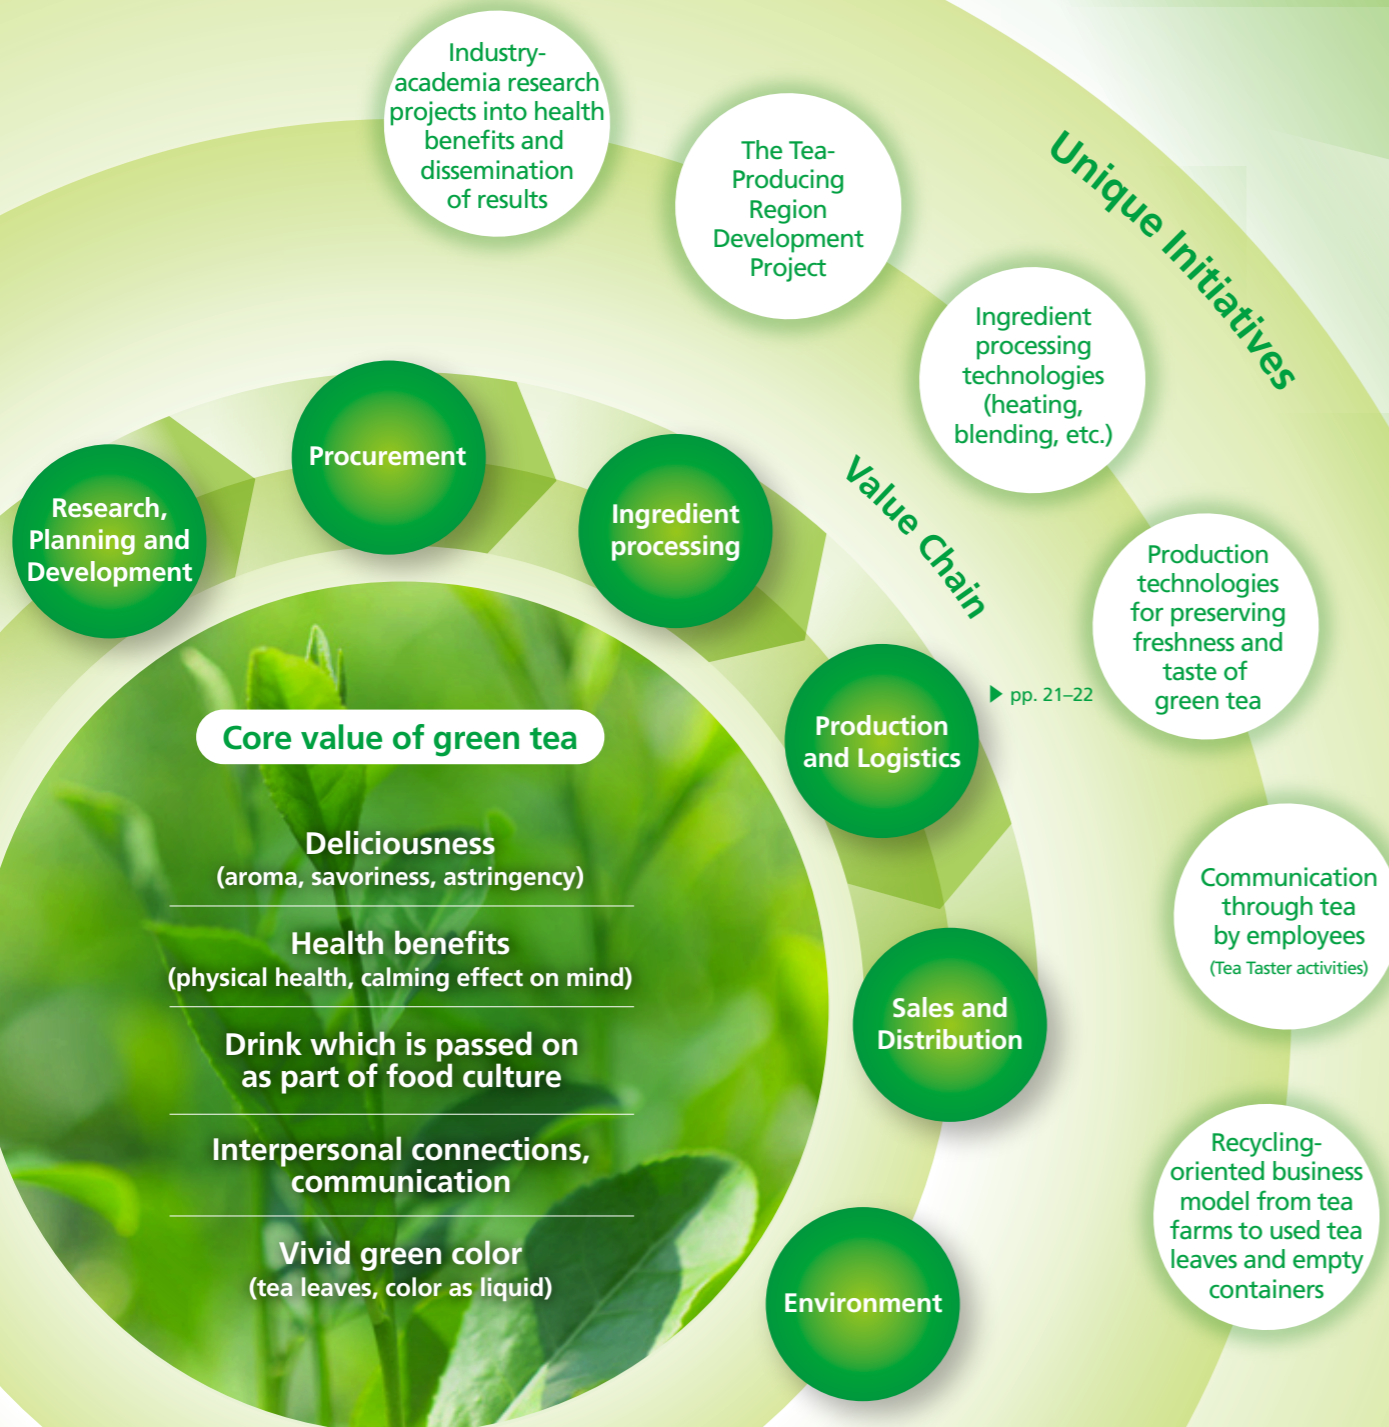 Industry-
academia research
projects into health
benefits and
dissemination
of results
The Tea-
Producing
Region
Development
Project
Unique Initiatives
Ingredient
processing
technologies
(heating,
blending, etc.)
Procurement
Research,
Planning and
Development
Ingredient
processing
Value Chain
Production
technologies
for preserving
freshness and
taste of
green tea
Production
and Logistics
pp. 21–22
Core value of green tea
Deliciousness
(aroma, savoriness, astringency)
Health benefits
(physical health, calming effect on mind)
Drink which is passed on
as part of food culture
Interpersonal connections,
communication
Vivid green color
(tea leaves, color as liquid)
Communication
through tea
by employees
(Tea Taster activities)
Sales and
Distribution
Recycling-
oriented business
model from tea
farms to used tea
leaves and empty
containers
Environment